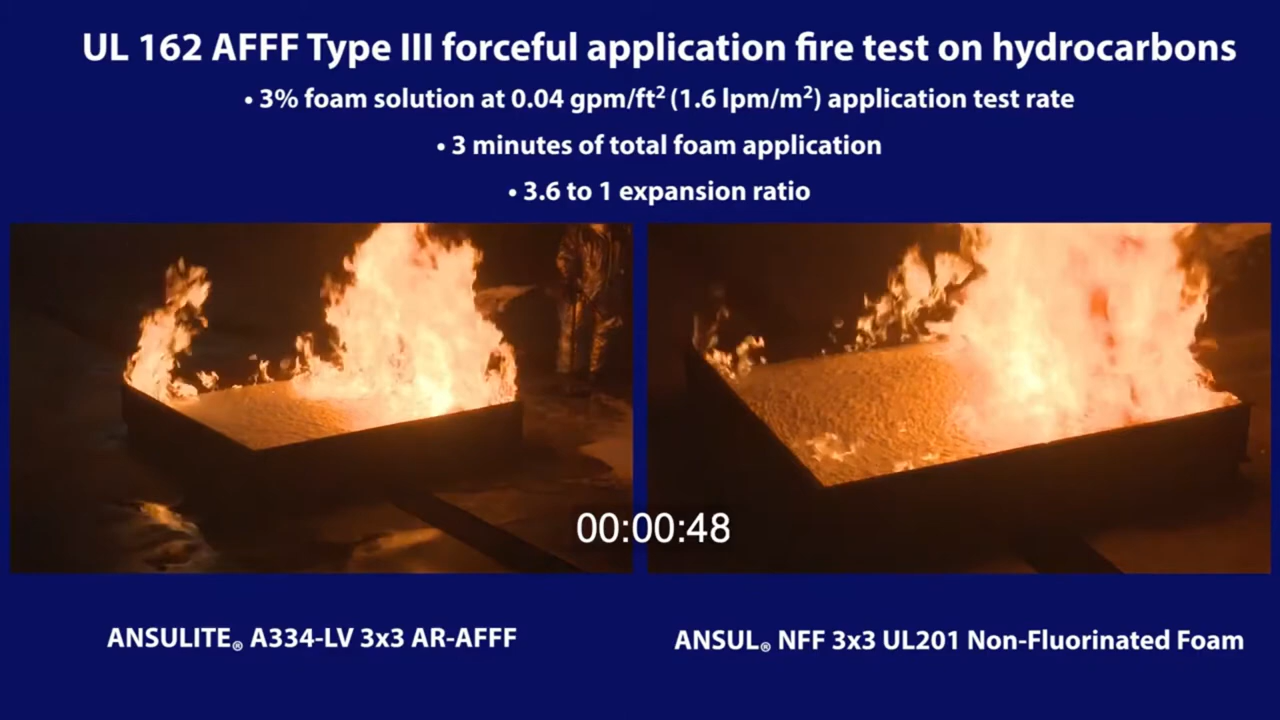 UL 162 AFFF Type III forceful application fire test on hydrocarbons
• 3% foam solution at 0.04 gpm/ft² (1.6 lpm/m²) application test rate
• 3 minutes of total foam application
• 3.6 to 1 expansion ratio
00:00:48
ANSULITE® A334-LV 3x3 AR-AFFF
ANSUL® NFF 3x3 UL201 Non-Fluorinated Foam